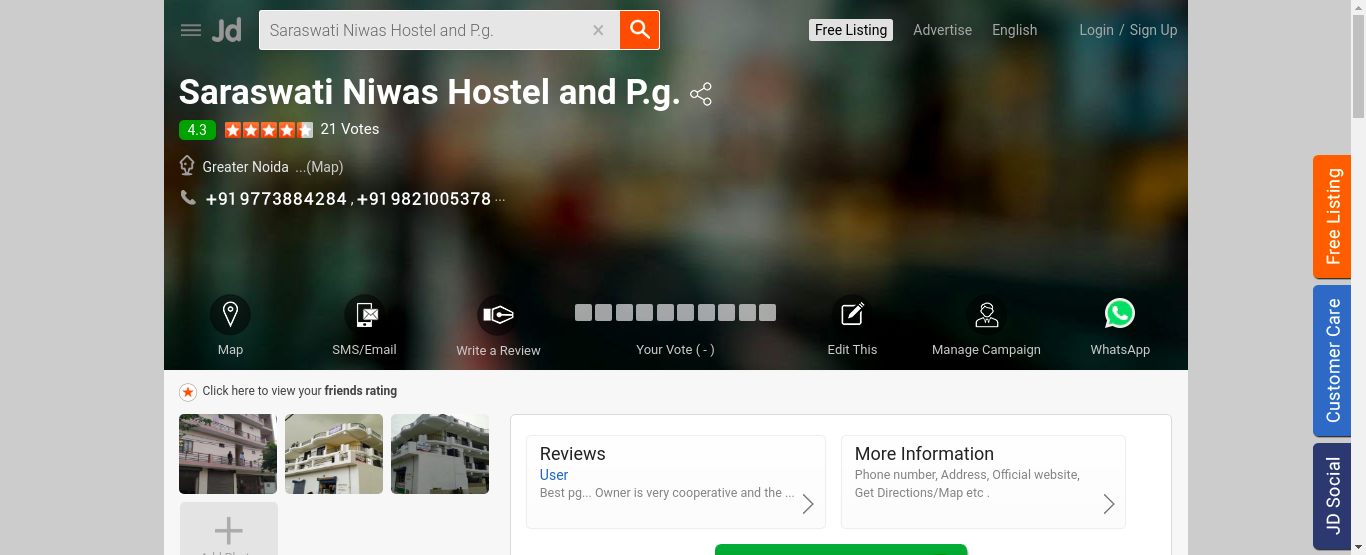 Jd
Saraswati Niwas Hostel and P.g.
Free Listing
Advertise
English
Login / Sign Up
Saraswati Niwas Hostel and P.g.
4.3
21 Votes
Greater Noida ...(Map)
+91 9773884284 , +91 9821005378 ...
Map
SMS/Email
Write a Review
Your Vote ( - )
Edit This
Manage Campaign
WhatsApp
Click here to view your friends rating
Reviews
User
Best pg... Owner is very cooperative and the ...
More Information
Phone number, Address, Official website,
Get Directions/Map etc .
Free Listing
Customer Care
JD Social